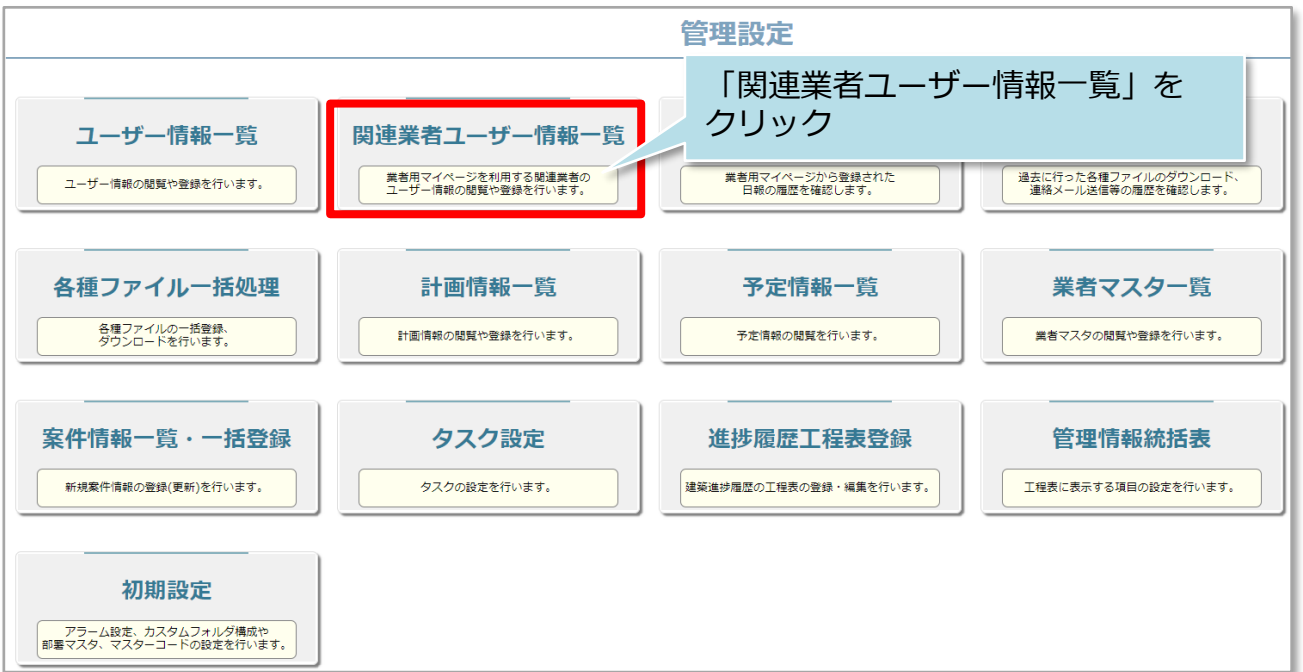 管理設定
「関連業者ユーザー情報一覧」を
クリック
ユーザー情報一覧
ユーザー情報の閲覧や登録を行います。
関連業者ユーザー情報一覧
業者用マイページを利用する関連業者の
ユーザー情報の閲覧や登録を行います。
業者用マイページから登録された
日報の履歴を確認します。
過去に行った各種ファイルのダウンロード、
連絡メール送信等の履歴を確認します。
各種ファイル一括処理
各種ファイルの一括登録、
ダウンロードを行います。
計画情報一覧
計画情報の閲覧や登録を行います。
予定情報一覧
予定情報の閲覧を行います。
業者マスター覧
業者マスタの閲覧や登録を行います。
案件情報一覧・一括登録
新規案件情報の登録(更新)を行います。
タスク設定
タスクの設定を行います。
進捗履歴工程表登録
建築進捗履歴の工程表の登録・編集を行います。
管理情報統括表
工程表に表示する項目の設定を行います。
初期設定
アラーム設定、カスタムフォルダ構成や
部署マスタ、マスターコードの設定を行います。